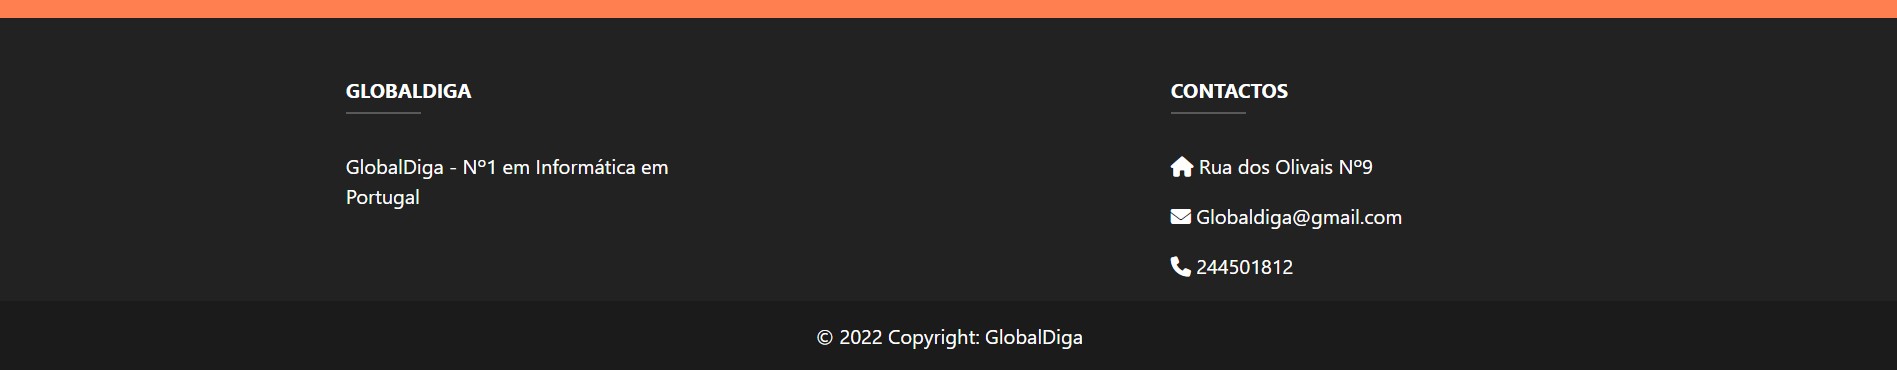 GLOBALDIGA
GlobalDiga - Nº1 em Informática em
Portugal
CONTACTOS
Rua dos Olivais Nº9
Globaldiga@gmail.com
244501812
© 2022 Copyright: GlobalDiga